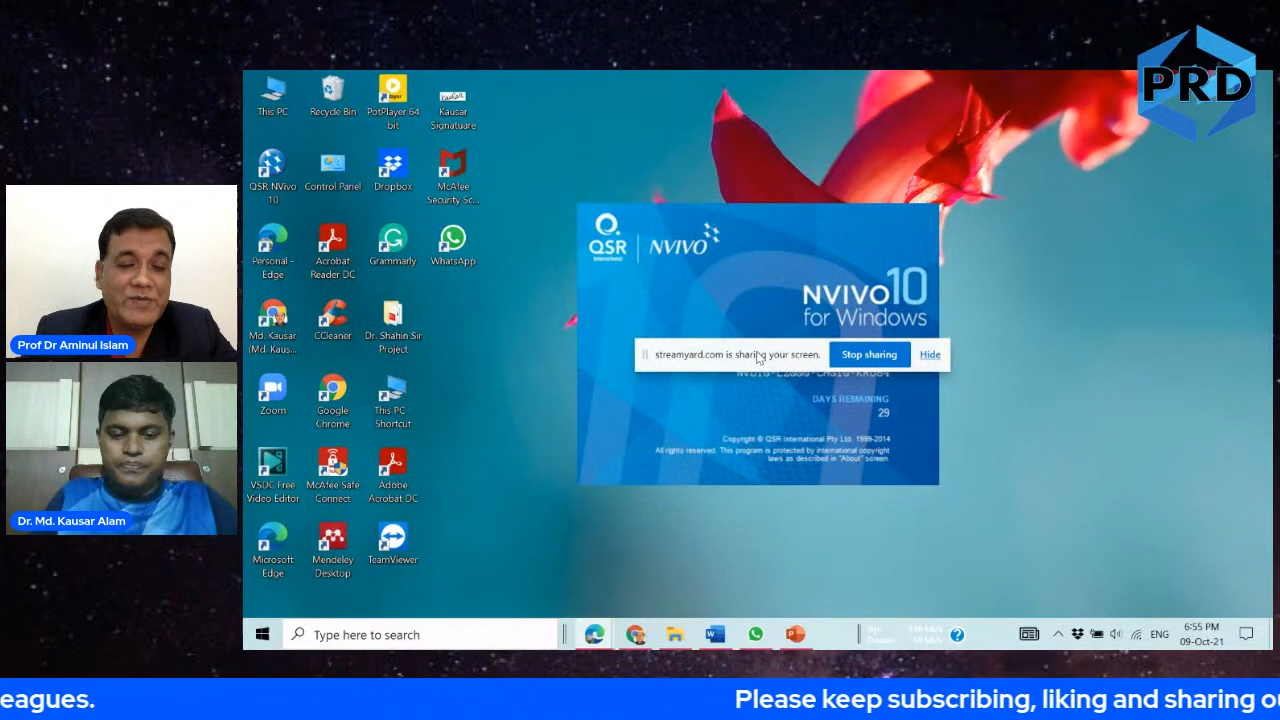 PRD
This PC
Recycle Bin
PotPlayer 64
bit
Kausar
Signatuare
QSR NVivo
10
Control Panel
Dropbox
McAfee
Security Sc...
Personal -
Edge
Acrobat
Reader DC
Grammarly
WhatsApp
Md. Kausar
(Md. Kaus...
CCleaner
Dr. Shahin Sir
Project
Zoom
Google
Chrome
This PC -
Shortcut
VSDC Free
Video Editor
McAfee Safe
Connect
Adobe
Acrobat DC
Microsoft
Edge
Mendeley
Desktop
TeamViewer
QSR
International
NVIVO
NVIVO10
for Windows
streamyard.com is sharing your screen.
Stop sharing
Hide
DAYS REMAINING
29
Copyright © QSR International Pty Ltd. 1999-2014
All rights reserved. This program is protected by international copyright
laws as described in "About" screen.
Prof Dr Aminul Islam
Dr. Md. Kausar Alam
Type here to search
ENG
6:55 PM
09-Oct-21
eagues.
Please keep subscribing, liking and sharing ou